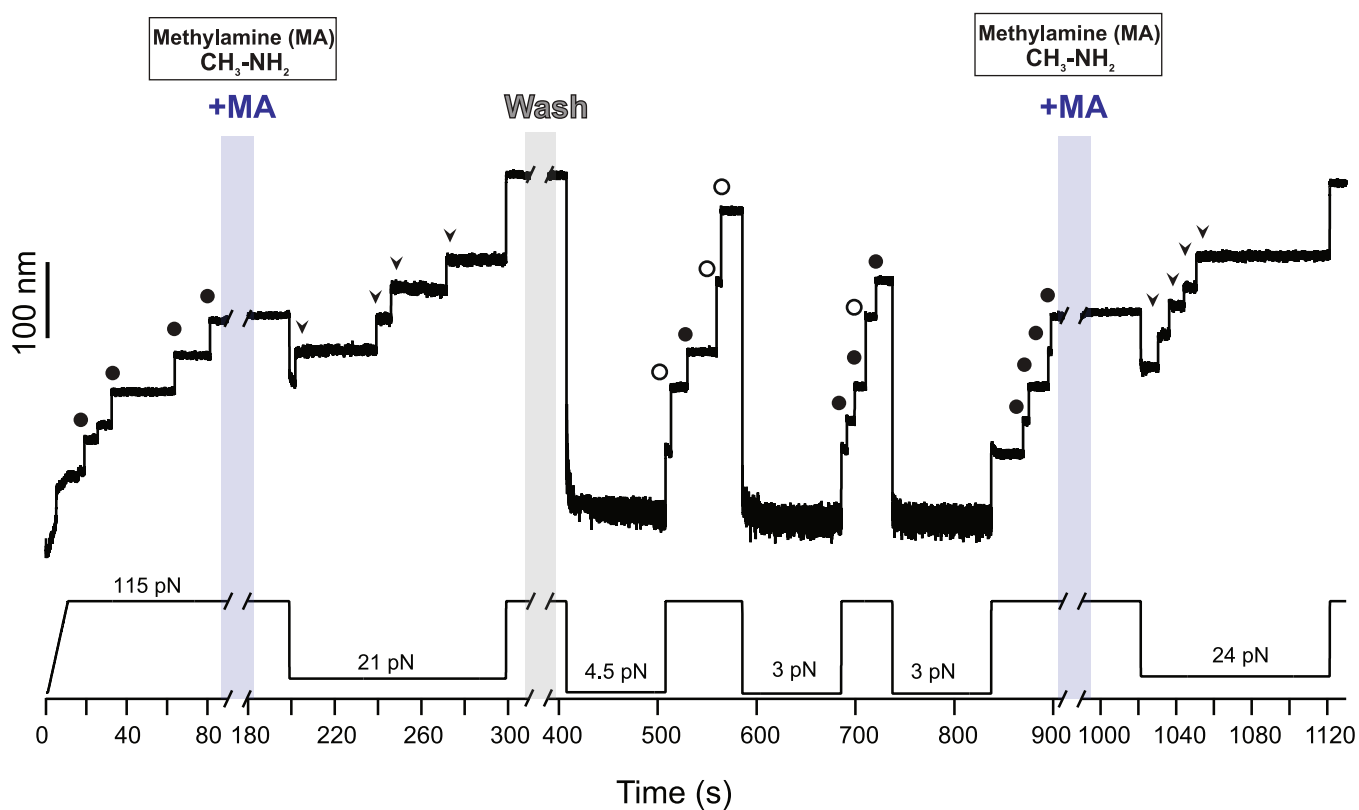 Methylamine (MA)
CH₃-NH₂
+MA
Wash
Methylamine (MA)
CH₃-NH₂
+MA
100 nm
115 pN
21 pN
4.5 pN
3 pN
3 pN
24 pN
0 40 80 180 220 260 300 400 500 600 700 800 900 1000 1040 1080 1120
Time (s)